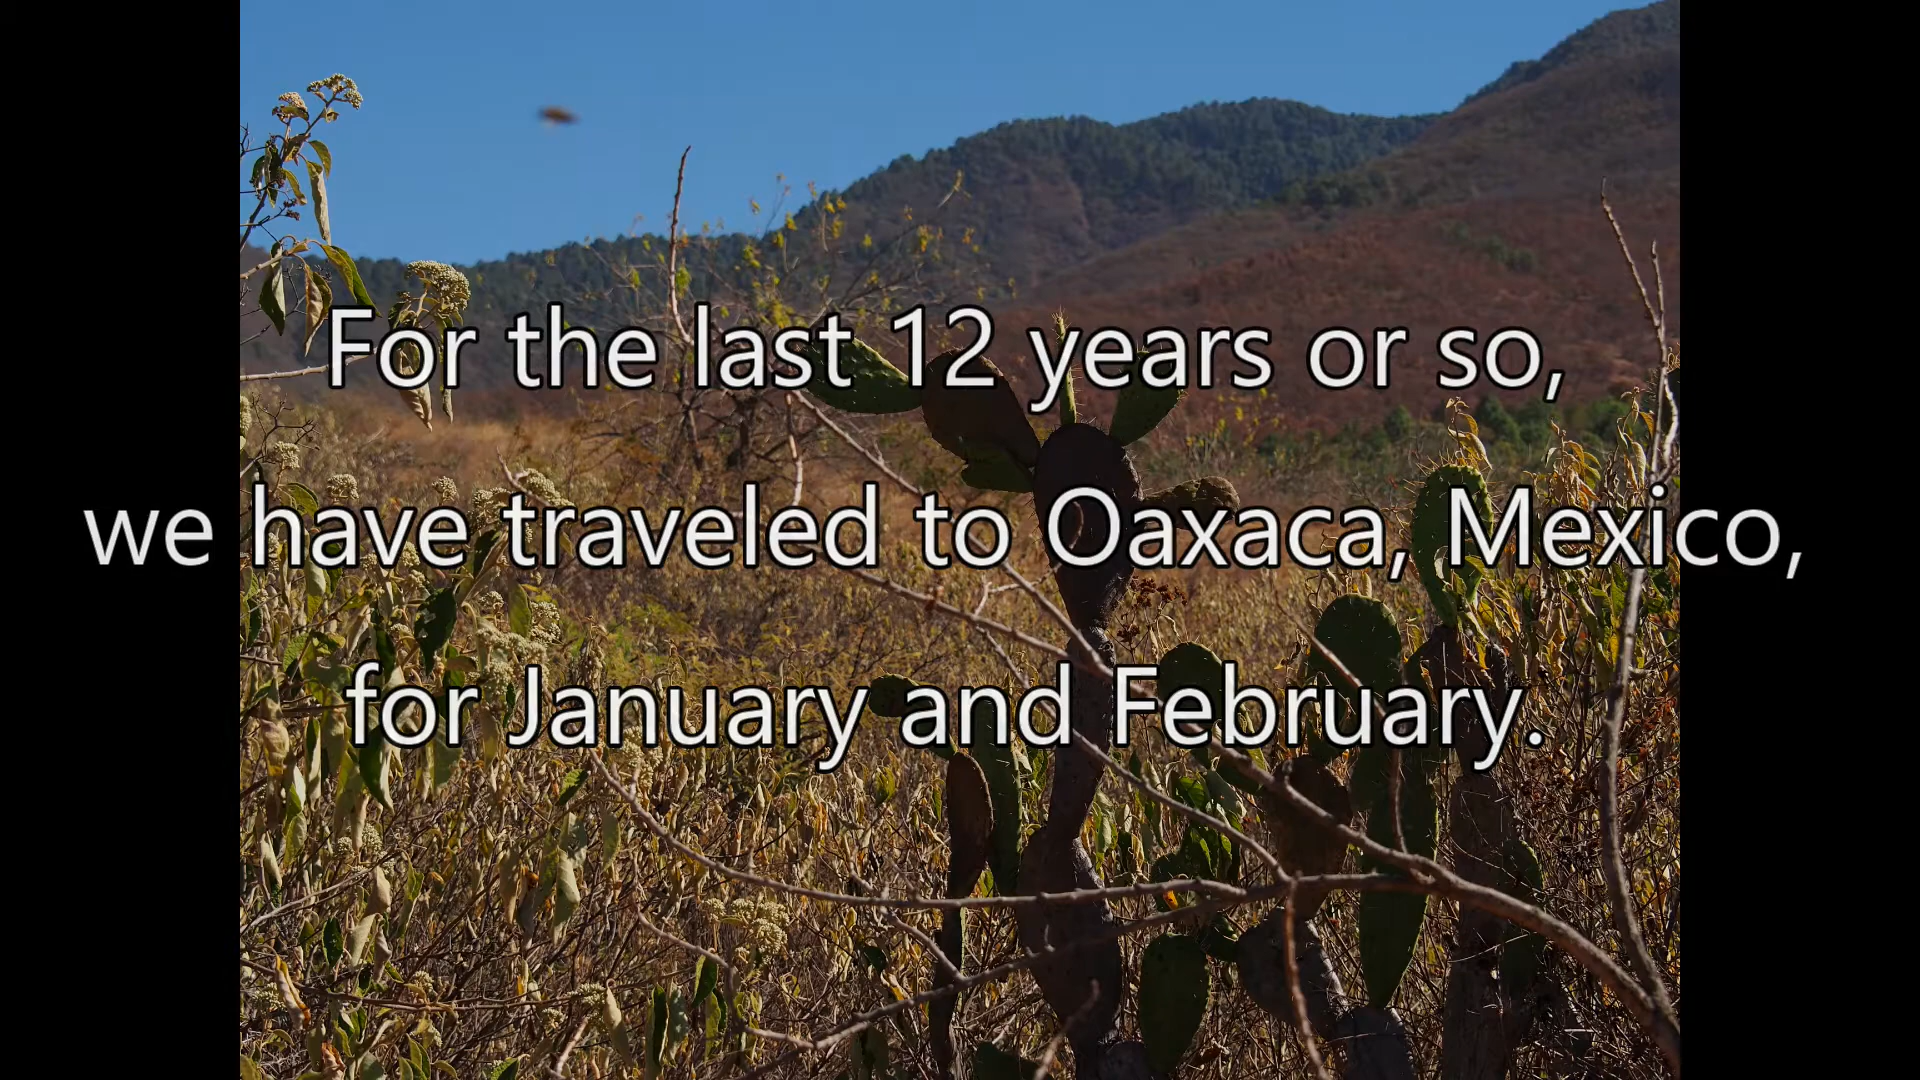 For the last 12 years or so,
we have traveled to Oaxaca, Mexico,
for January and February.